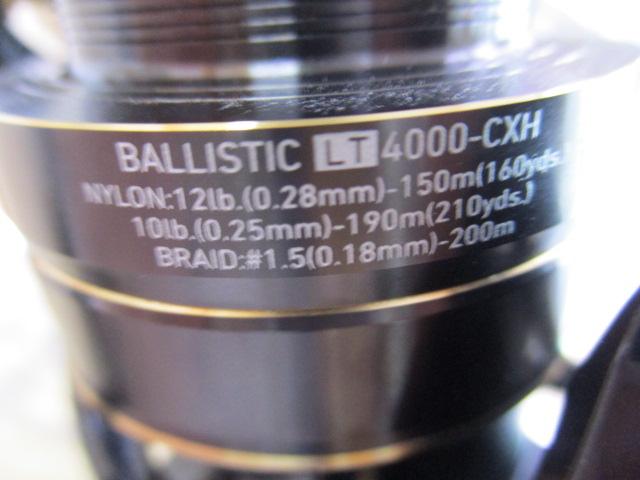 BALLISTIC LT 4000-CXH
NYLON:12lb.(0.28mm)-150m(160yds.)
10lb.(0.25mm)-190m(210yds.)
BRAID:#1.5(0.18mm)-200m